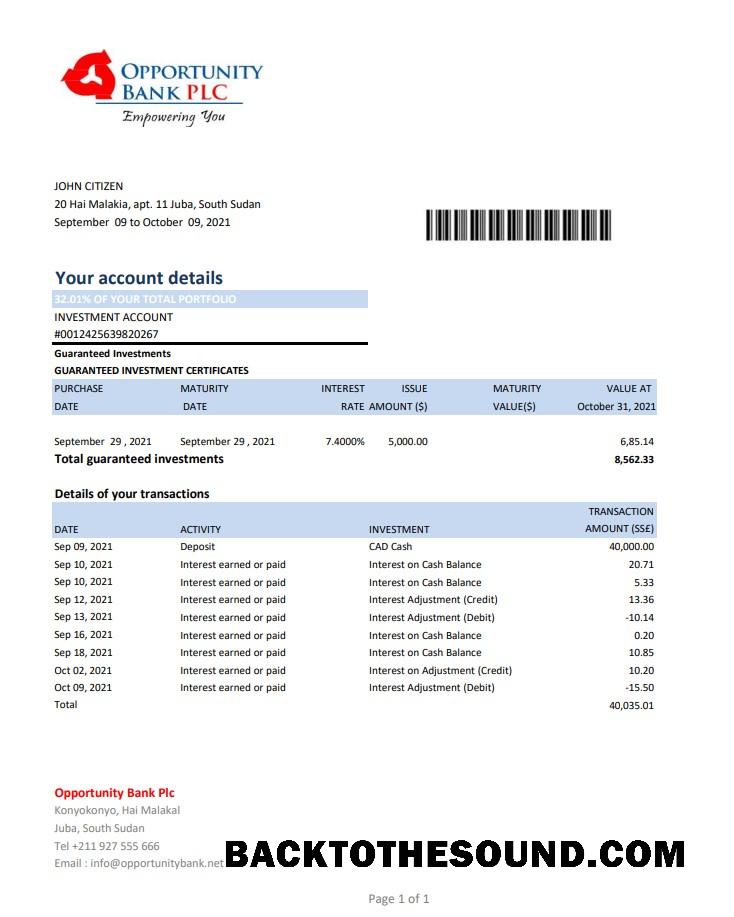 OPPORTUNITY
BANK PLC
Empowering You
JOHN CITIZEN
20 Hai Malakia, apt. 11 Juba, South Sudan
September 09 to October 09, 2021
Your account details
32.01% OF YOUR TOTAL PORTFOLIO
INVESTMENT ACCOUNT
#0012425639820267
Guaranteed Investments
GUARANTEED INVESTMENT CERTIFICATES
PURCHASE MATURITY INTEREST ISSUE MATURITY VALUE AT
DATE DATE RATE AMOUNT ($) VALUE($) October 31, 2021
September 29 , 2021 September 29 , 2021 7.4000% 5,000.00 6,85.14
Total guaranteed investments 8,562.33
Details of your transactions
TRANSACTION
DATE ACTIVITY INVESTMENT AMOUNT (SS£)
Sep 09, 2021 Deposit CAD Cash 40,000.00
Sep 10, 2021 Interest earned or paid Interest on Cash Balance 20.71
Sep 10, 2021 Interest earned or paid Interest on Cash Balance 5.33
Sep 12, 2021 Interest earned or paid Interest Adjustment (Credit) 13.36
Sep 13, 2021 Interest earned or paid Interest Adjustment (Debit) -10.14
Sep 16, 2021 Interest earned or paid Interest on Cash Balance 0.20
Sep 18, 2021 Interest earned or paid Interest on Cash Balance 10.85
Oct 02, 2021 Interest earned or paid Interest on Adjustment (Credit) 10.20
Oct 09, 2021 Interest earned or paid Interest Adjustment (Debit) -15.50
Total 40,035.01
Opportunity Bank Plc
Konyokonyo, Hai Malakal
Juba, South Sudan
Tel +211 927 555 666
Email : info@opportunitybank.net
BACKTOTHESOUND.COM
Page 1 of 1